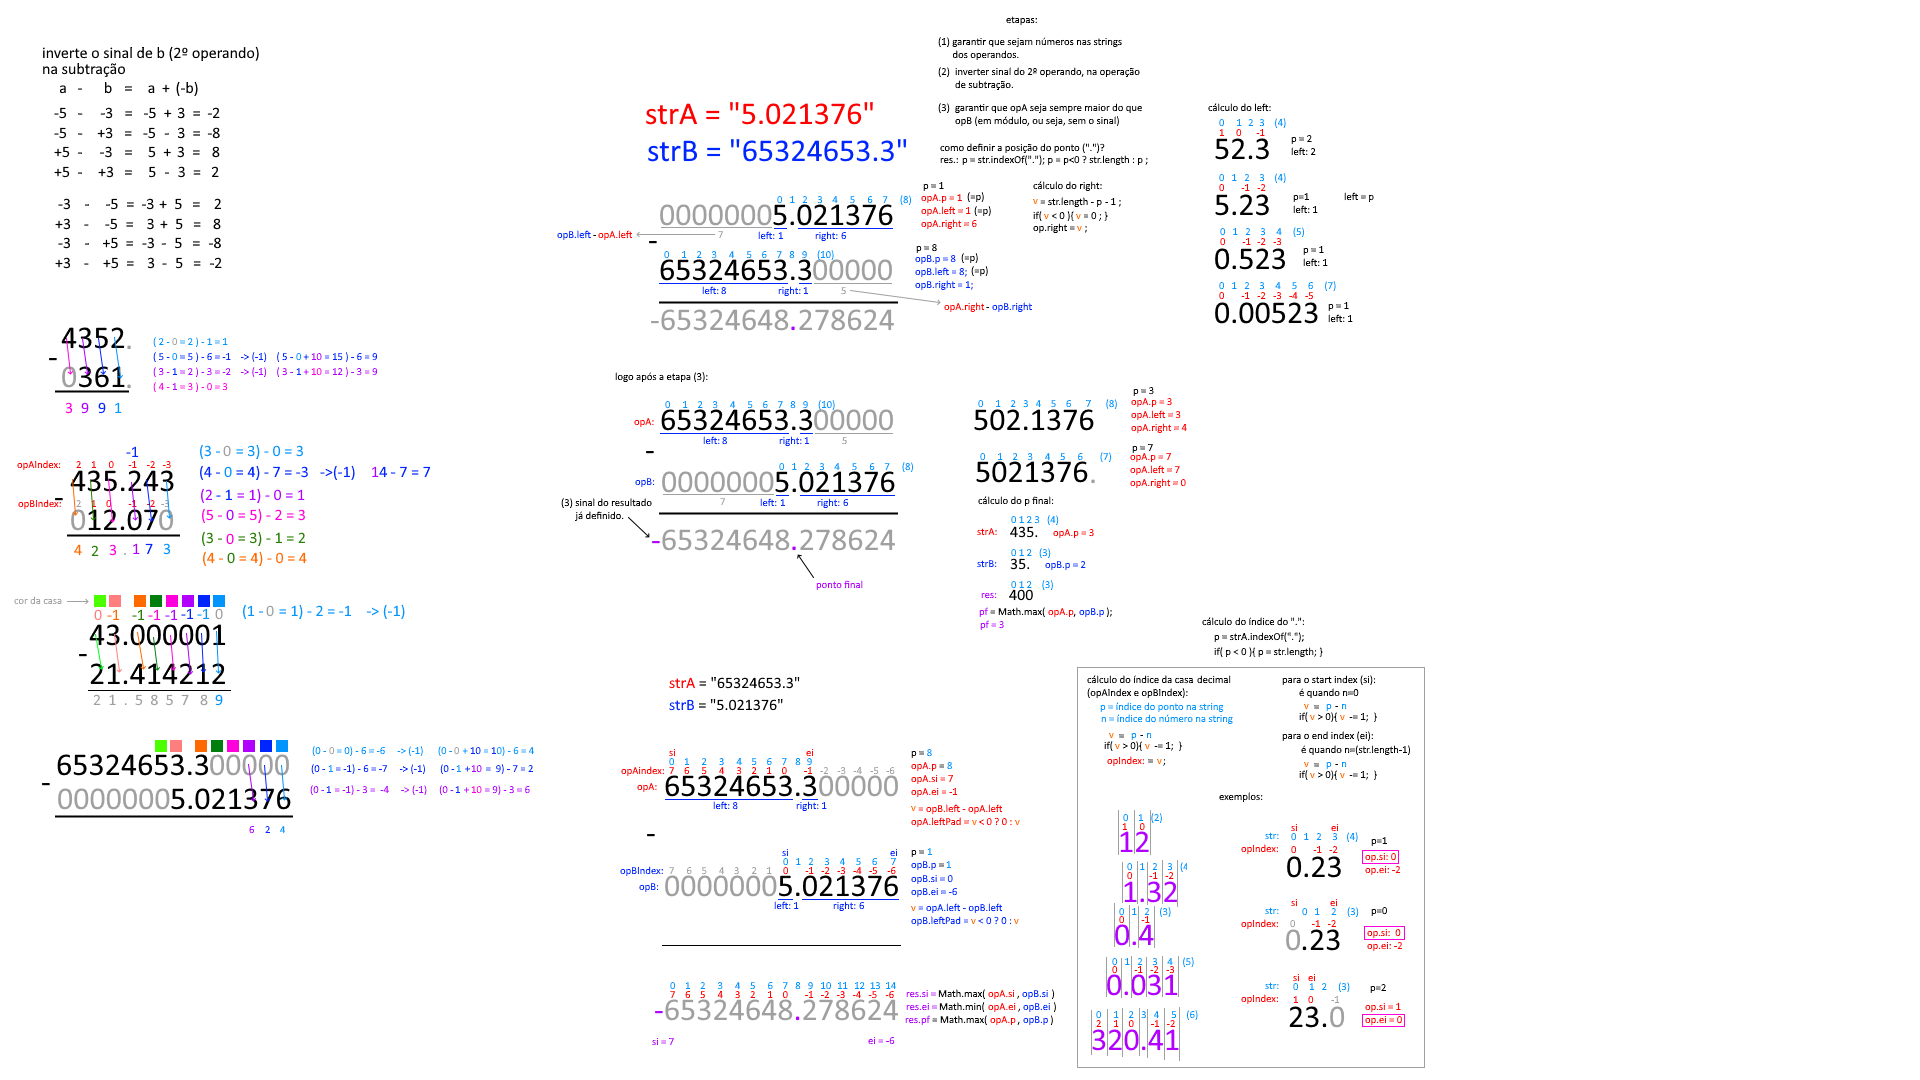 inverte o sinal de b (2º operando)
na subtração
a - b = a + (-b)
-5 - -3 = -5 + 3 = -2
-5 - +3 = -5 - 3 = -8
+5 - -3 = 5 + 3 = 8
+5 - +3 = 5 - 3 = 2
-3 - -5 = -3 + 5 = 2
+3 - -5 = 3 + 5 = 8
-3 - +5 = -3 - 5 = -8
+3 - +5 = 3 - 5 = -2
4352.
-
0361.
3 9 9 1
( 2 - 0 = 2 ) - 1 = 1
( 5 - 0 = 5 ) - 6 = -1 -> (-1) ( 5 - 0 + 10 = 15 ) - 6 = 9
( 3 - 1 = 2 ) - 3 = -2 -> (-1) ( 3 - 1 + 10 = 12 ) - 3 = 9
( 4 - 1 = 3 ) - 0 = 3
-1
opAIndex: 2 1 0 -1 -2 -3
435.243
-
opBIndex: 2 1 0 -1 -2 -3
012.070
4 2 3 . 1 7 3
(3 - 0 = 3) - 0 = 3
(4 - 0 = 4) - 7 = -3 ->(-1) 14 - 7 = 7
(2 - 1 = 1) - 0 = 1
(5 - 0 = 5) - 2 = 3
(3 - 0 = 3) - 1 = 2
(4 - 0 = 4) - 0 = 4
cor da casa
0 -1 -1 -1 -1 -1 -1 0
43.000001
-
21.414212
2 1 . 5 8 5 7 8 9
(1 - 0 = 1) - 2 = -1 -> (-1)
65324653.300000
-
00000005.021376
6 2 4
(0 - 0 = 0) - 6 = -6 -> (-1) (0 - 0 + 10 = 10) - 6 = 4
(0 - 1 = -1) - 6 = -7 -> (-1) (0 - 1 +10 = 9) - 7 = 2
(0 - 1 = -1) - 3 = -4 -> (-1) (0 - 1 + 10 = 9) - 3 = 6
etapas:
(1) garantir que sejam números nas strings
dos operandos.
(2) inverter sinal do 2º operando, na operação
de subtração.
(3) garantir que opA seja sempre maior do que
opB (em módulo, ou seja, sem o sinal)
como definir a posição do ponto (".")?
res.: p = str.indexOf("."); p = p<0 ? str.length : p ;
strA = "5.021376"
strB = "65324653.3"
0 1 2 3 4 5 6 7 (8)
00000005.021376
opB.left - opA.left
7
left: 1 right: 6
-
0 1 2 3 4 5 6 7 8 9 (10)
65324653.300000
left: 8 right: 1 5
-65324648.278624
p = 1
opA.p = 1 (=p)
opA.left = 1 (=p)
opA.right = 6
p = 8
opB.p = 8 (=p)
opB.left = 8; (=p)
opB.right = 1;
opA.right - opB.right
cálculo do right:
v = str.length - p - 1 ;
if( v < 0 ){ v = 0 ; }
op.right = v ;
cálculo do left:
0 1 2 3 (4)
1 0 -1
52.3
p = 2
left: 2
0 1 2 3 (4)
0 -1 -2
5.23
p=1
left: 1
left = p
0 1 2 3 4 (5)
0 -1 -2 -3
0.523
p = 1
left: 1
0 1 2 3 4 5 6 (7)
0 -1 -2 -3 -4 -5
0.00523
p = 1
left: 1
logo após a etapa (3):
0 1 2 3 4 5 6 7 8 9 (10)
opA: 65324653.300000
left: 8 right: 1 5
-
0 1 2 3 4 5 6 7 (8)
opB: 00000005.021376
7 left: 1 right: 6
(3) sinal do resultado
já definido.
-65324648.278624
ponto final
0 1 2 3 4 5 6 7 (8)
502.1376
p = 3
opA.p = 3
opA.left = 3
opA.right = 4
0 1 2 3 4 5 6 (7)
5021376.
p = 7
opA.p = 7
opA.left = 7
opA.right = 0
cálculo do p final:
0 1 2 3 (4)
strA: 435. opA.p = 3
0 1 2 (3)
strB: 35. opB.p = 2
0 1 2 (3)
res: 400
pf = Math.max( opA.p, opB.p );
pf = 3
cálculo do índice do ".":
p = strA.indexOf(".");
if( p < 0 ){ p = str.length; }
strA = "65324653.3"
strB = "5.021376"
si ei
0 1 2 3 4 5 6 7 8 9
opAindex: 7 6 5 4 3 2 1 0 -1 -2 -3 -4 -5 -6
opA: 65324653.300000
left: 8 right: 1
-
p = 8
opA.p = 8
opA.si = 7
opA.ei = -1
v = opB.left - opA.left
opA.leftPad = v < 0 ? 0 : v
si ei
0 1 2 3 4 5 6 7
opBIndex: 7 6 5 4 3 2 1 0 -1 -2 -3 -4 -5 -6
opB: 00000005.021376
left: 1 right: 6
p = 1
opB.p = 1
opB.si = 0
opB.ei = -6
v = opA.left - opB.left
opB.leftPad = v < 0 ? 0 : v
0 1 2 3 4 5 6 7 8 9 10 11 12 13 14
7 6 5 4 3 2 1 0 -1 -2 -3 -4 -5 -6
-65324648.278624
si = 7 ei = -6
res.si = Math.max( opA.si , opB.si )
res.ei = Math.min( opA.ei , opB.ei )
res.pf = Math.max( opA.p , opB.p )
cálculo do índice da casa decimal
(opAIndex e opBIndex):
p = índice do ponto na string
n = índice do número na string
v = p - n
if( v > 0){ v -= 1; }
opIndex: = v;
para o start index (si):
é quando n=0
v = p - n
if( v > 0){ v -= 1; }
para o end index (ei):
é quando n=(str.length-1)
v = p - n
if( v > 0){ v -= 1; }
exemplos:
0 1 (2)
1 0
12
0 1 2 3 (4
0 -1 -2
1.32
0 1 2 (3)
0 -1
0.4
0 1 2 3 4 (5)
0 -1 -2 -3
0.031
0 1 2 3 4 5 (6)
2 1 0 -1 -2
320.41
si ei
str: 0 1 2 3 (4)
opIndex: 0 -1 -2
0.23
p=1
op.si: 0
op.ei: -2
si ei
str: 0 1 2 (3)
opIndex: 0 -1 -2
0.23
p=0
op.si: 0
op.ei: -2
si ei
str: 0 1 2 (3)
opIndex: 1 0 -1
23.0
p=2
op.si = 1
op.ei = 0